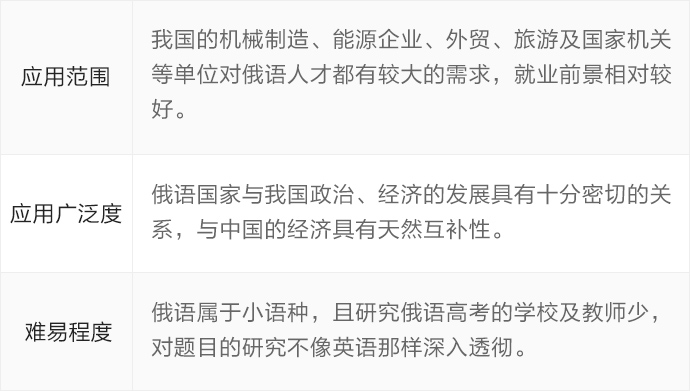 应用范围
我国的机械制造、能源企业、外贸、旅游及国家机关
等单位对俄语人才都有较大的需求，就业前景相对较
好。
应用广泛度
俄语国家与我国政治、经济的发展具有十分密切的关
系，与中国的经济具有天然互补性。
难易程度
俄语属于小语种，且研究俄语高考的学校及教师少，
对题目的研究不像英语那样深入透彻。